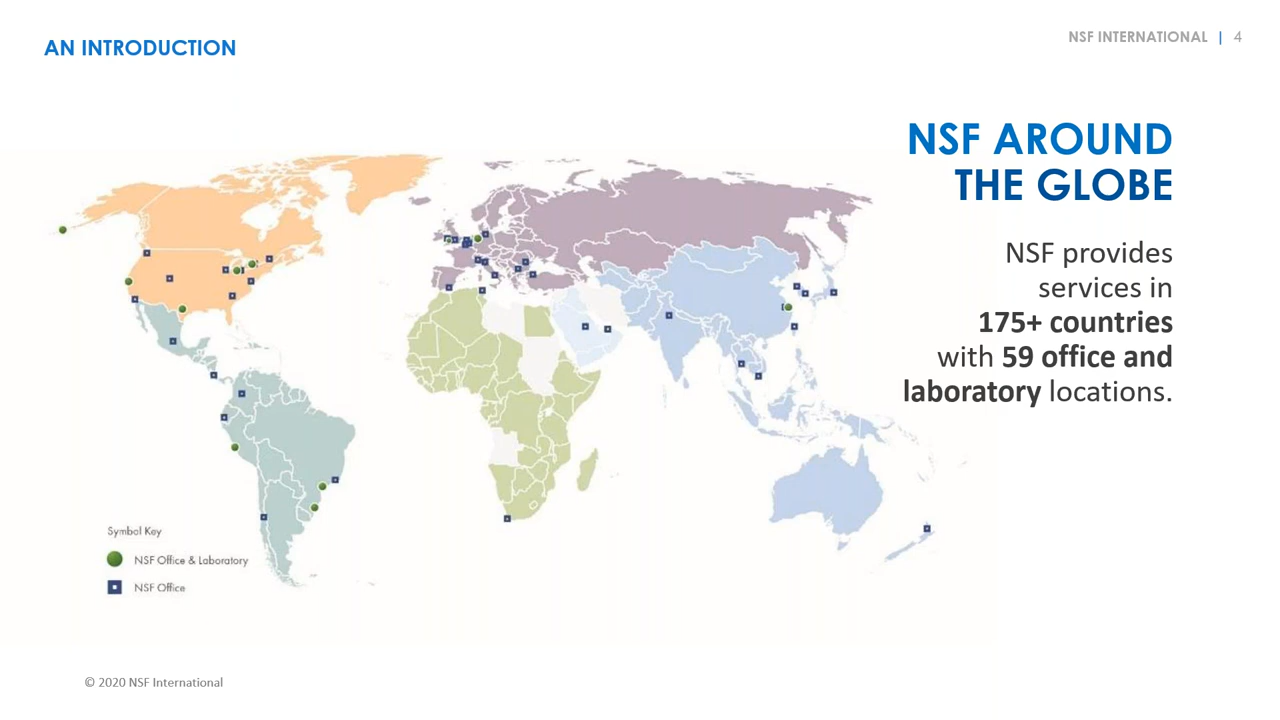 AN INTRODUCTION
NSF INTERNATIONAL | 4
NSF AROUND
THE GLOBE
NSF provides
services in
175+ countries
with 59 office and
laboratory locations.
Symbol Key
NSF Office & Laboratory
NSF Office
© 2020 NSF International